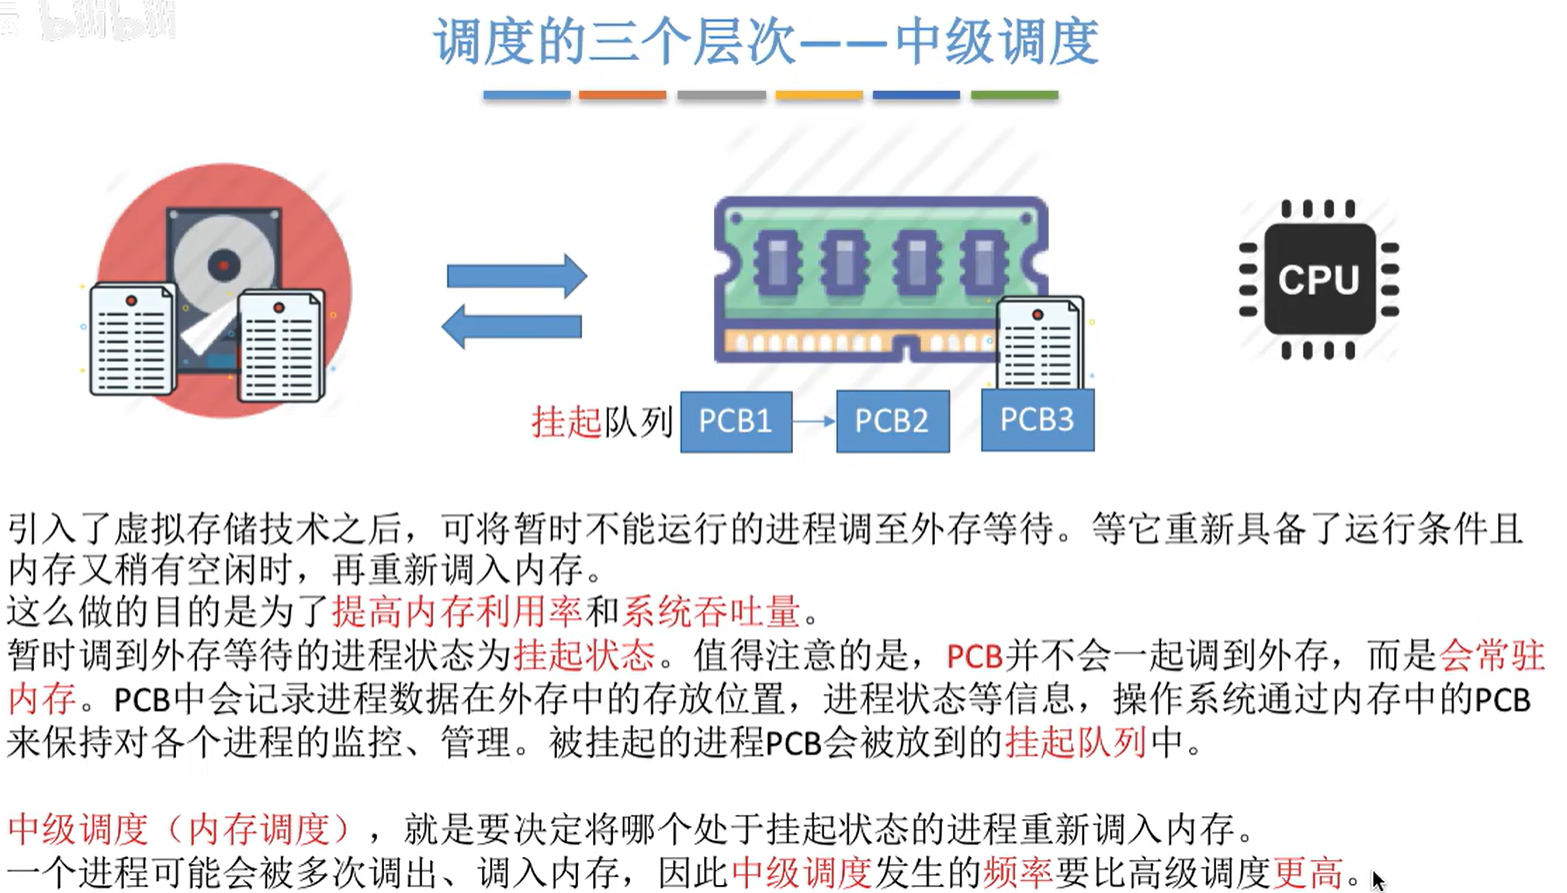 bilibili
调度的三个层次——中级调度
CPU
挂起队列 PCB1 PCB2 PCB3
引入了虚拟存储技术之后，可将暂时不能运行的进程调至外存等待。等它重新具备了运行条件且
内存又稍有空闲时，再重新调入内存。
这么做的目的是为了提高内存利用率和系统吞吐量。
暂时调到外存等待的进程状态为挂起状态。值得注意的是，PCB并不会一起调到外存，而是会常驻
内存。PCB中会记录进程数据在外存中的存放位置，进程状态等信息，操作系统通过内存中的PCB
来保持对各个进程的监控、管理。被挂起的进程PCB会被放到的挂起队列中。
中级调度（内存调度），就是要决定将哪个处于挂起状态的进程重新调入内存。
一个进程可能会被多次调出、调入内存，因此中级调度发生的频率要比高级调度更高。